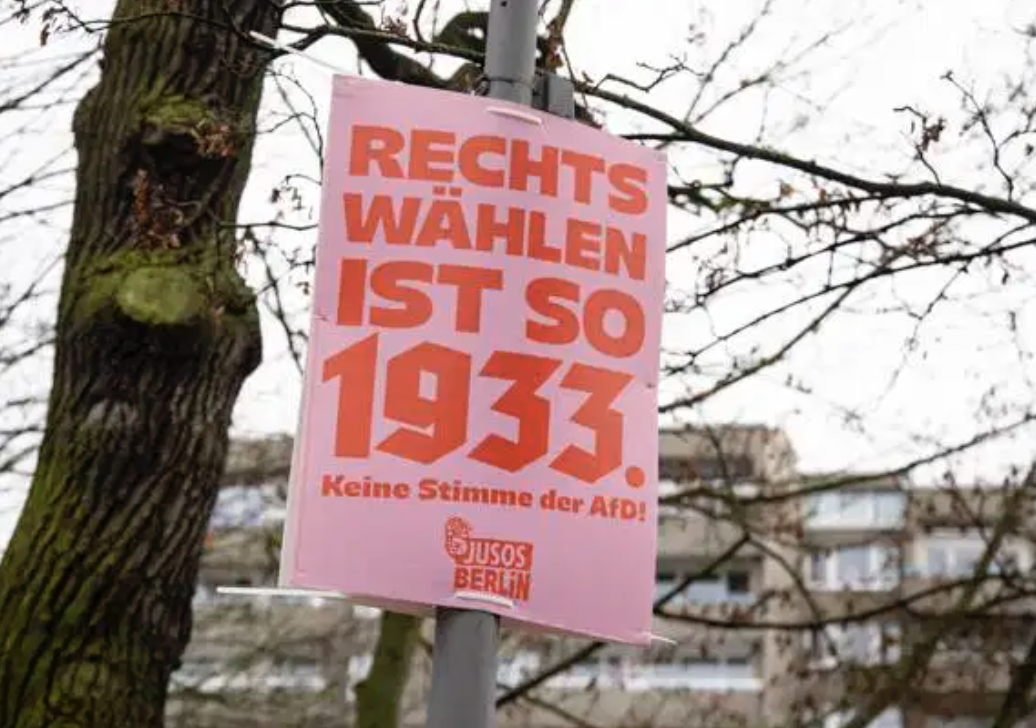 RECHTS
WÄHLEN
IST SO
1933.
Keine Stimme der AfD!
JUSOS
BERLiN